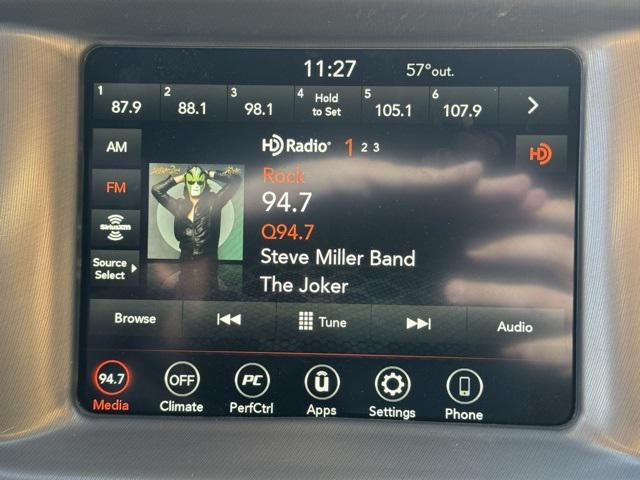 11:27 57°out.
1 87.9 2 88.1 3 98.1 4 Hold to Set 5 105.1 6 107.9
AM
HD Radio® 1 2 3
HD
FM
Rock
94.7
Q94.7
SiriusXM
Steve Miller Band
Source
Select
The Joker
Browse Tune Audio
94.7 OFF PC u
Media Climate PerfCtrl Apps Settings Phone